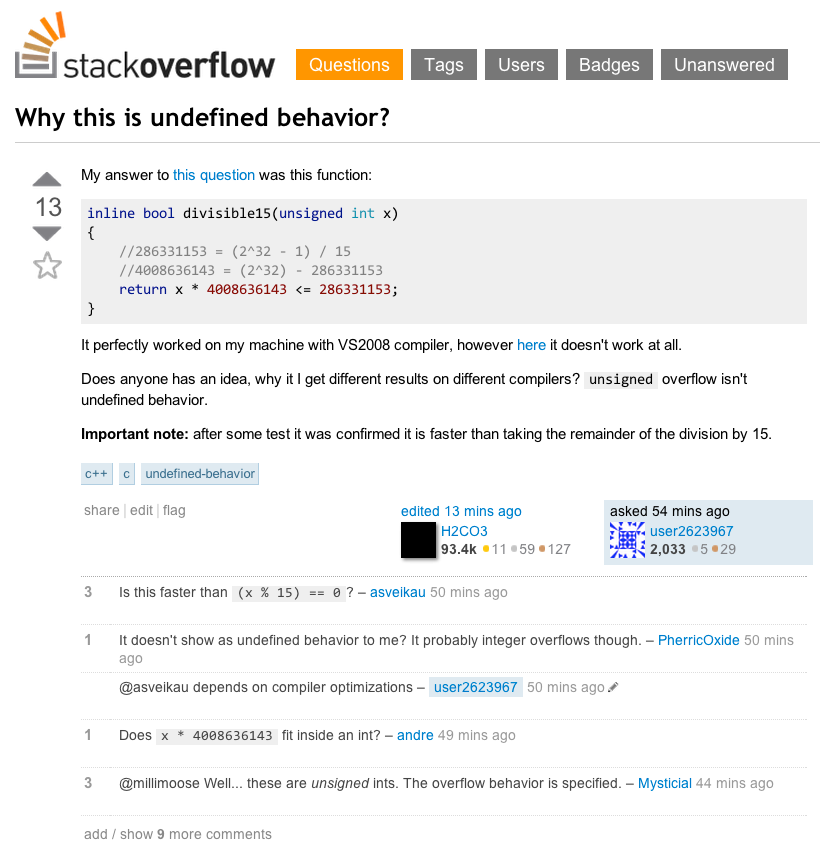 stackoverflow
Questions Tags Users Badges Unanswered
Why this is undefined behavior?
My answer to this question was this function:
13
inline bool divisible15(unsigned int x)
{
//286331153 = (2^32 - 1) / 15
//4008636143 = (2^32) - 286331153
return x * 4008636143 <= 286331153;
}
It perfectly worked on my machine with VS2008 compiler, however here it doesn't work at all.
Does anyone has an idea, why it I get different results on different compilers? unsigned overflow isn't
undefined behavior.
Important note: after some test it was confirmed it is faster than taking the remainder of the division by 15.
c++ c undefined-behavior
share | edit | flag
edited 13 mins ago
H2CO3
93.4k ●11 ●59 ●127
asked 54 mins ago
user2623967
2,033 ●5 ●29
3 Is this faster than (x % 15) == 0 ? – asveikau 50 mins ago
1 It doesn't show as undefined behavior to me? It probably integer overflows though. – PherricOxide 50 mins
ago
@asveikau depends on compiler optimizations – user2623967 50 mins ago
1 Does x * 4008636143 fit inside an int? – andre 49 mins ago
3 @millimoose Well... these are unsigned ints. The overflow behavior is specified. – Mysticial 44 mins ago
add / show 9 more comments